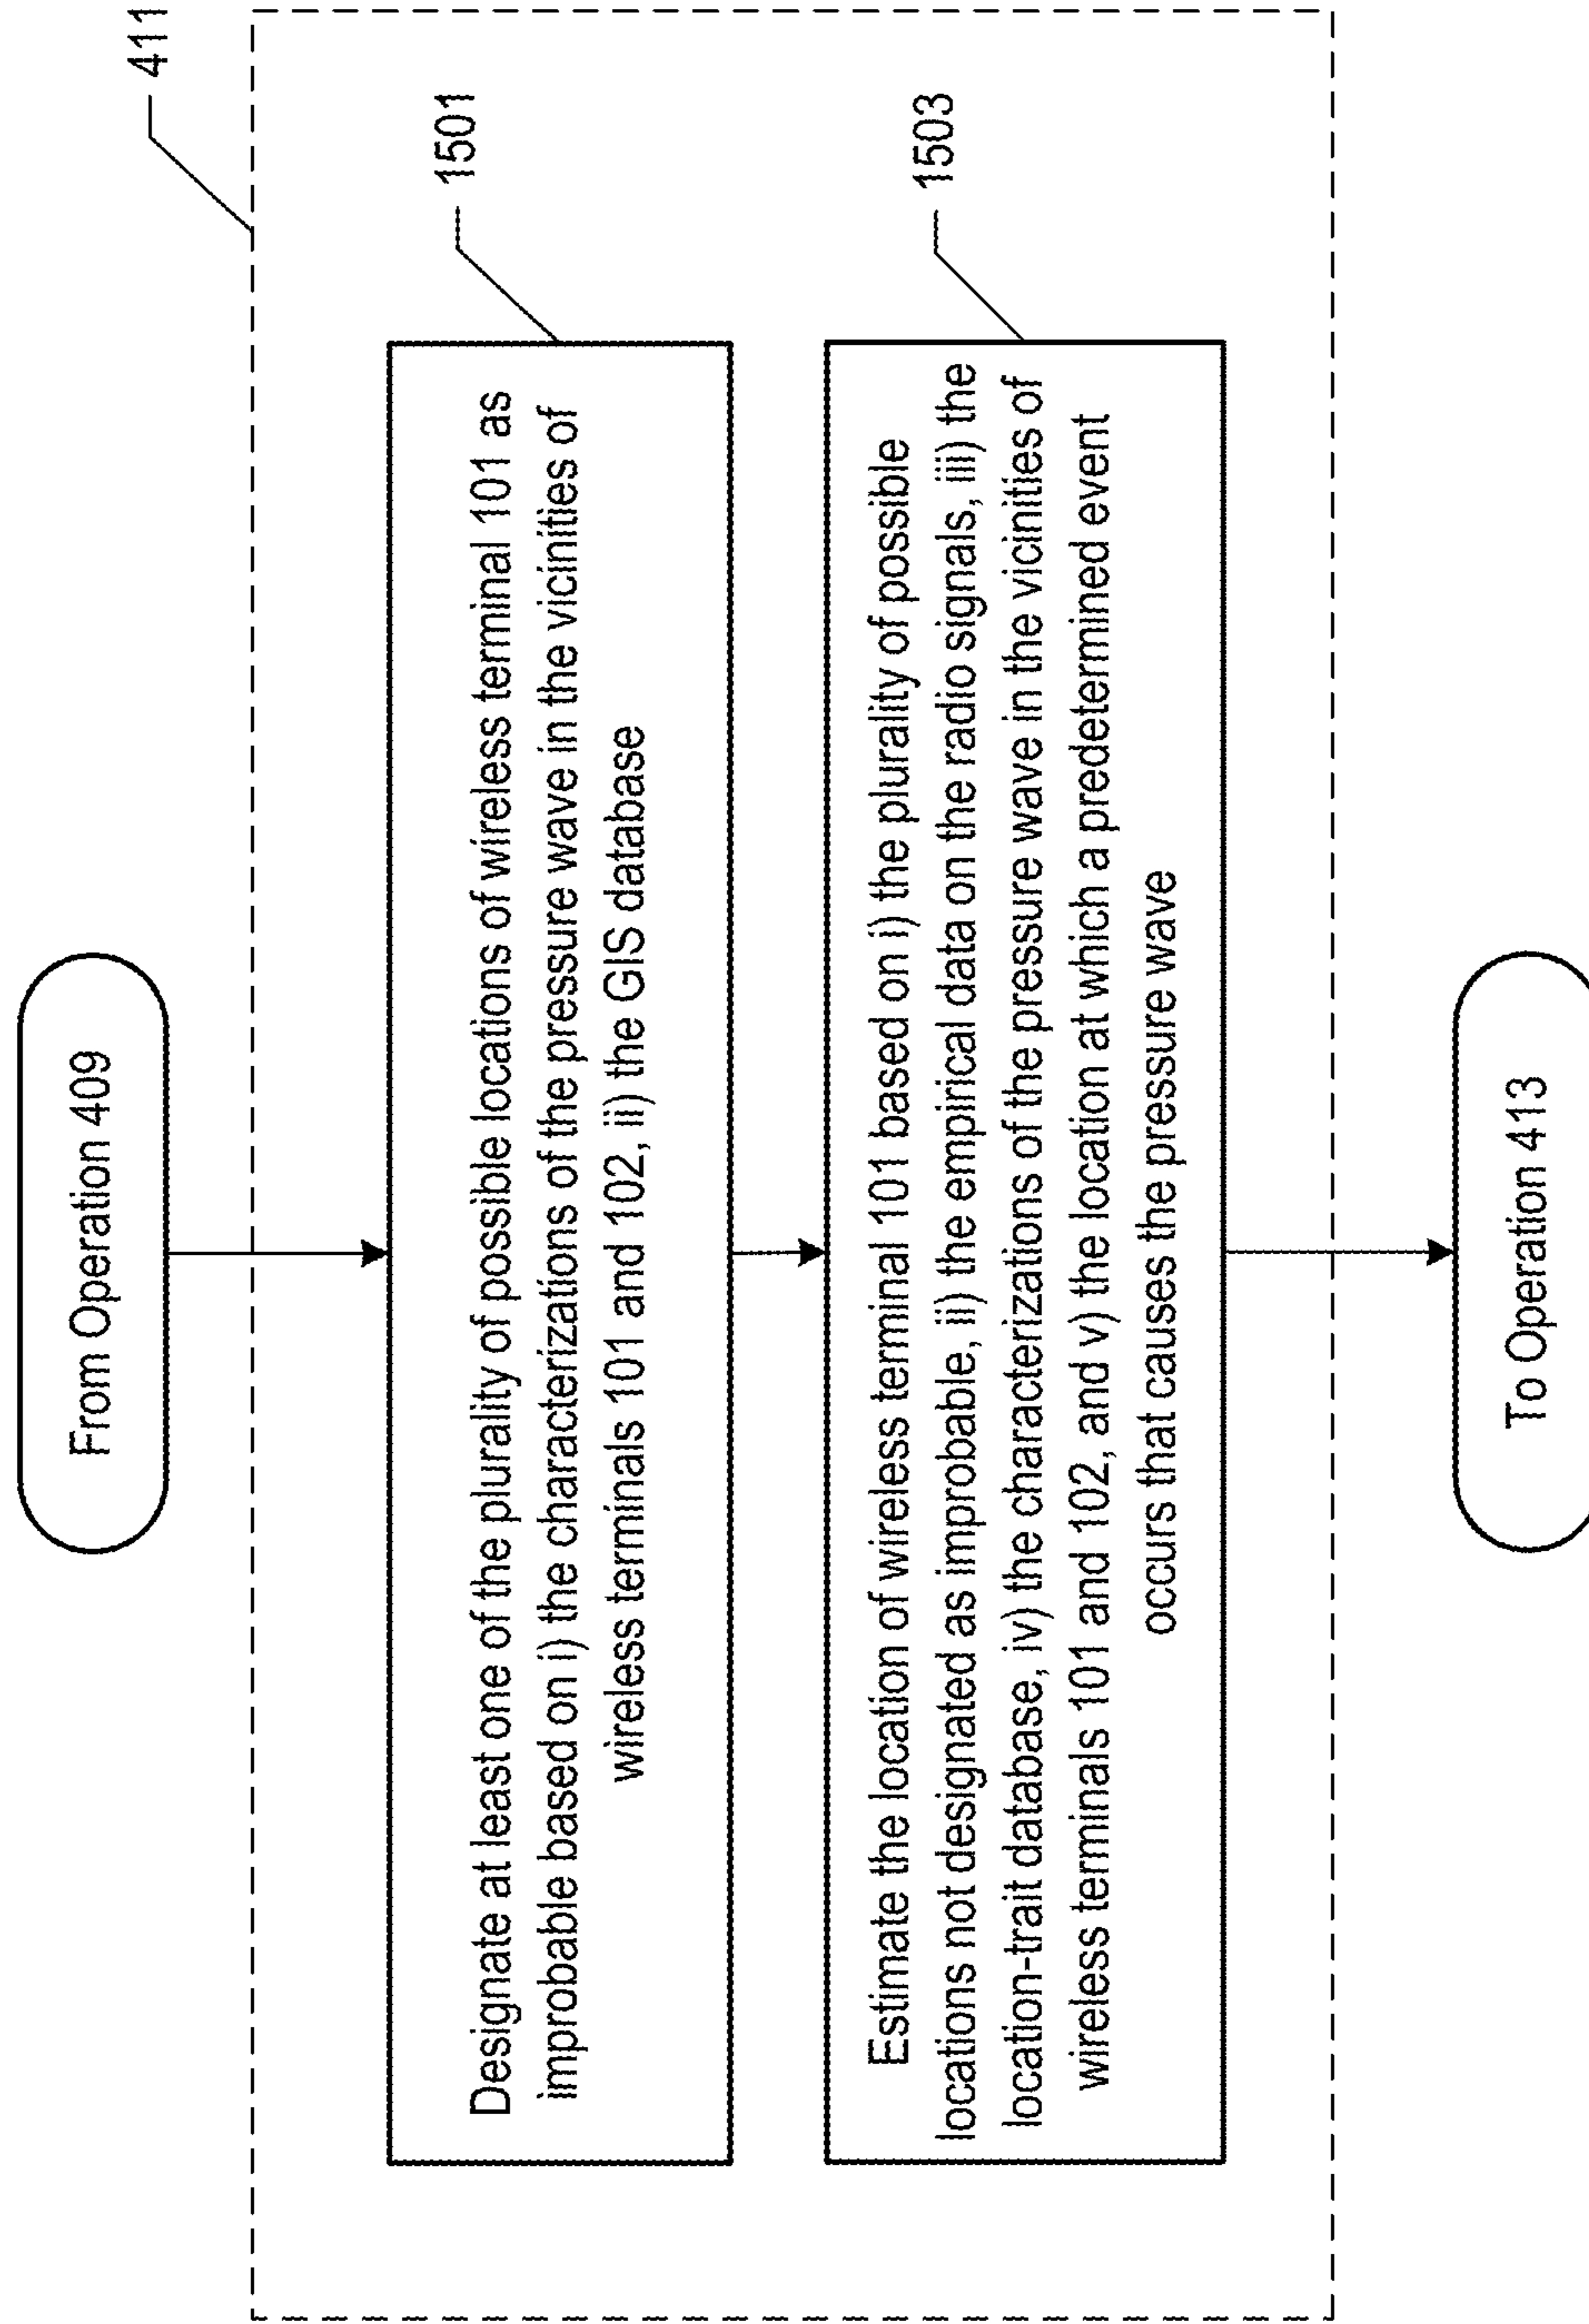 From Operation 409
411
1501
Designate at least one of the plurality of possible locations of wireless terminal 101 as
improbable based on i) the characterizations of the pressure wave in the vicinities of
wireless terminals 101 and 102, ii) the GIS database
1503
Estimate the location of wireless terminal 101 based on i) the plurality of possible
locations not designated as improbable, ii) the empirical data on the radio signals, iii) the
location-trait database, iv) the characterizations of the pressure wave in the vicinities of
wireless terminals 101 and 102, and v) the location at which a predetermined event
occurs that causes the pressure wave
To Operation 413